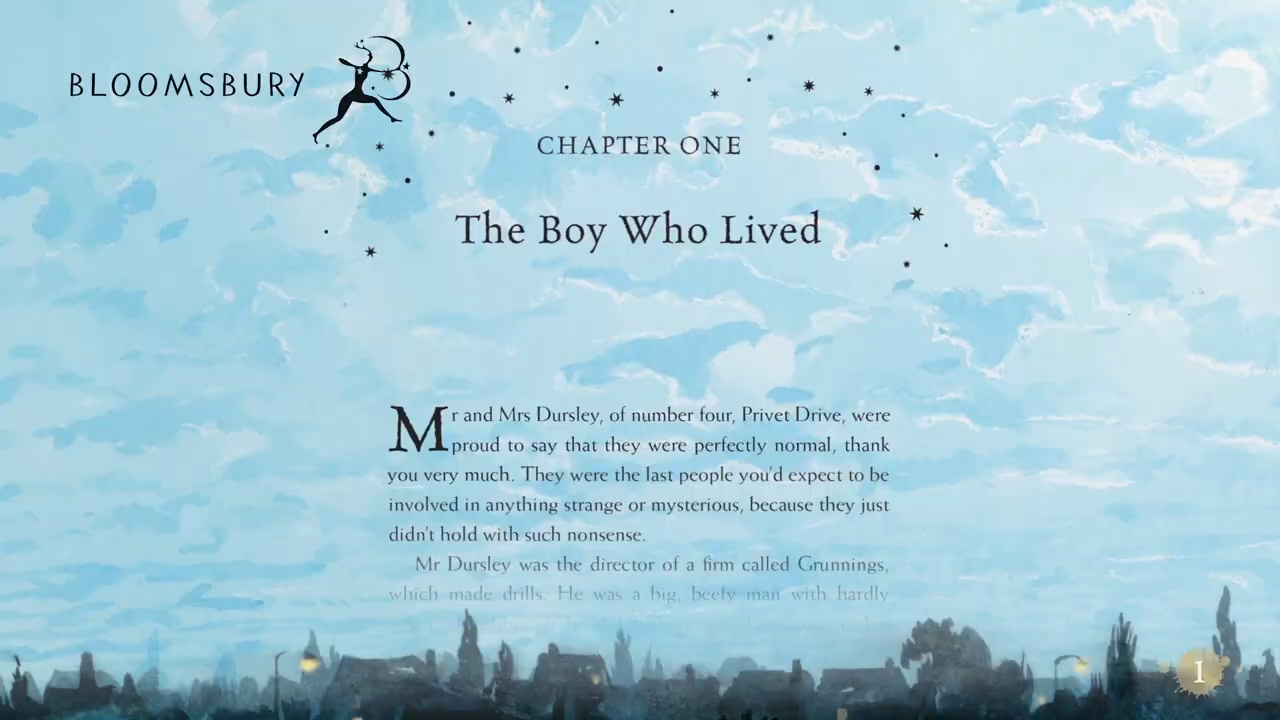 BLOOMSBURY
CHAPTER ONE
The Boy Who Lived
Mr and Mrs Dursley, of number four, Privet Drive, were
proud to say that they were perfectly normal, thank
you very much. They were the last people you'd expect to be
involved in anything strange or mysterious, because they just
didn't hold with such nonsense.
Mr Dursley was the director of a firm called Grunnings,
which made drills. He was a big, beefy man with hardly
1